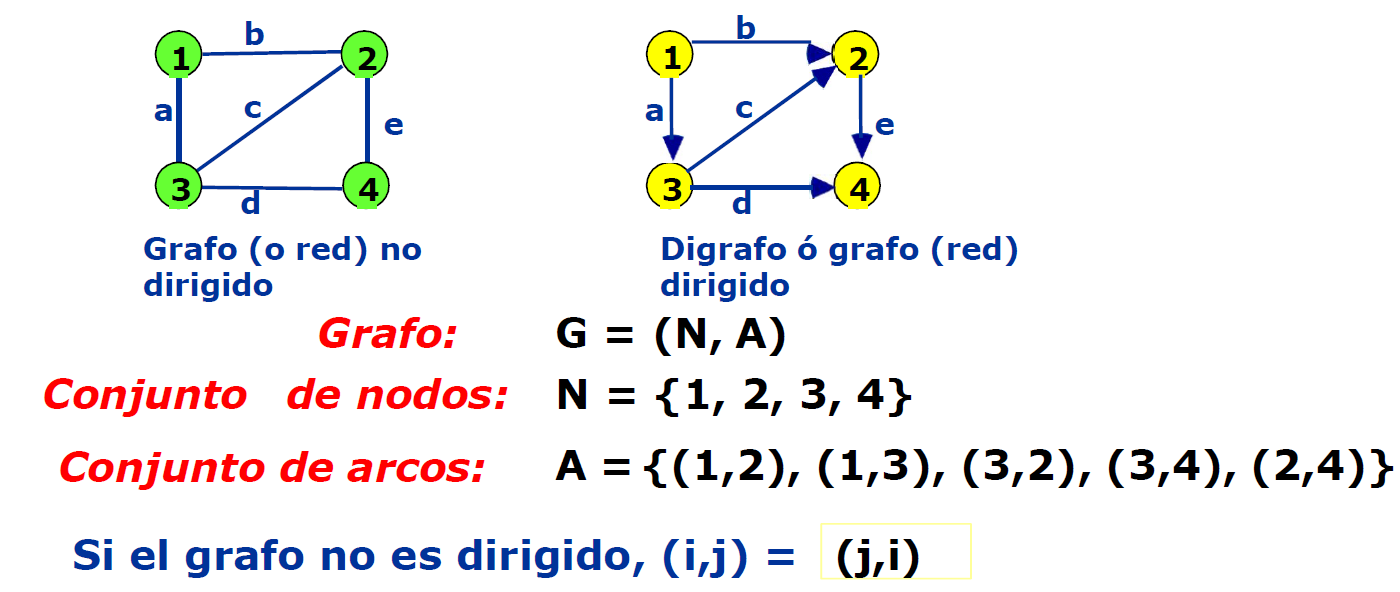 b
1
2
a
c
e
3
4
d
Grafo (o red) no
dirigido
b
1
2
a
c
e
3
4
d
Digrafo ó grafo (red)
dirigido
Grafo: G = (N, A)
Conjunto de nodos: N = {1, 2, 3, 4}
Conjunto de arcos: A = {(1,2), (1,3), (3,2), (3,4), (2,4)}
Si el grafo no es dirigido, (i,j) = (j,i)